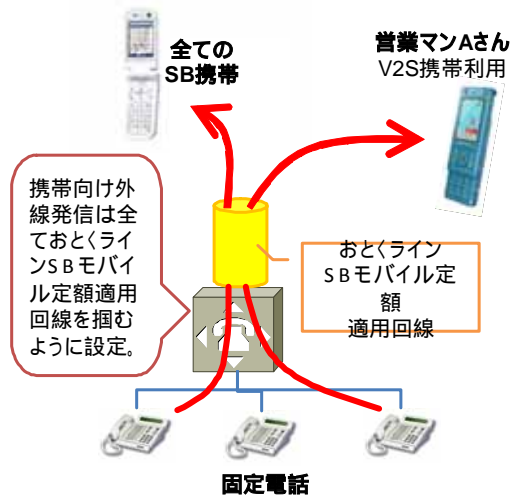 全ての
SB携帯
営業マンAさん
V2S携帯利用
携帯向け外
線発信は全
ておとくライ
ンSBモバイ
ル定額適用
回線を掴む
ように設定。
おとくライン
SBモバイル定
額
適用回線
固定電話